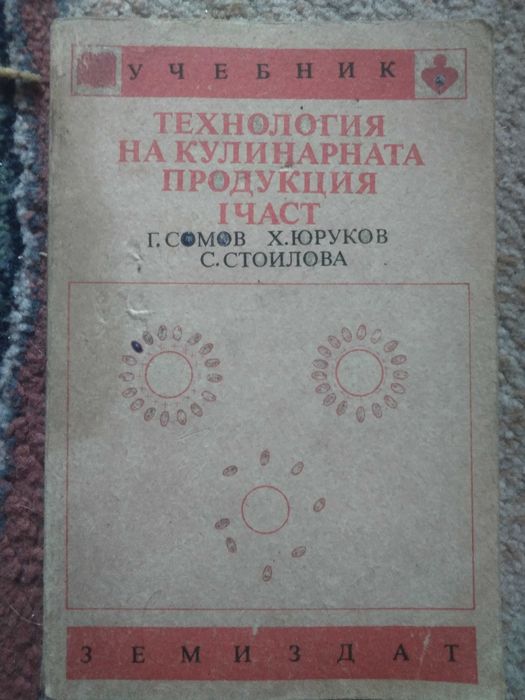 УЧЕБНИК
ТЕХНОЛОГИЯ
НА КУЛИНАРНАТА
ПРОДУКЦИЯ
I ЧАСТ
Г. СОМОВ Х. ЮРУКОВ
С. СТОИЛОВА
ЗЕМИЗДАТ